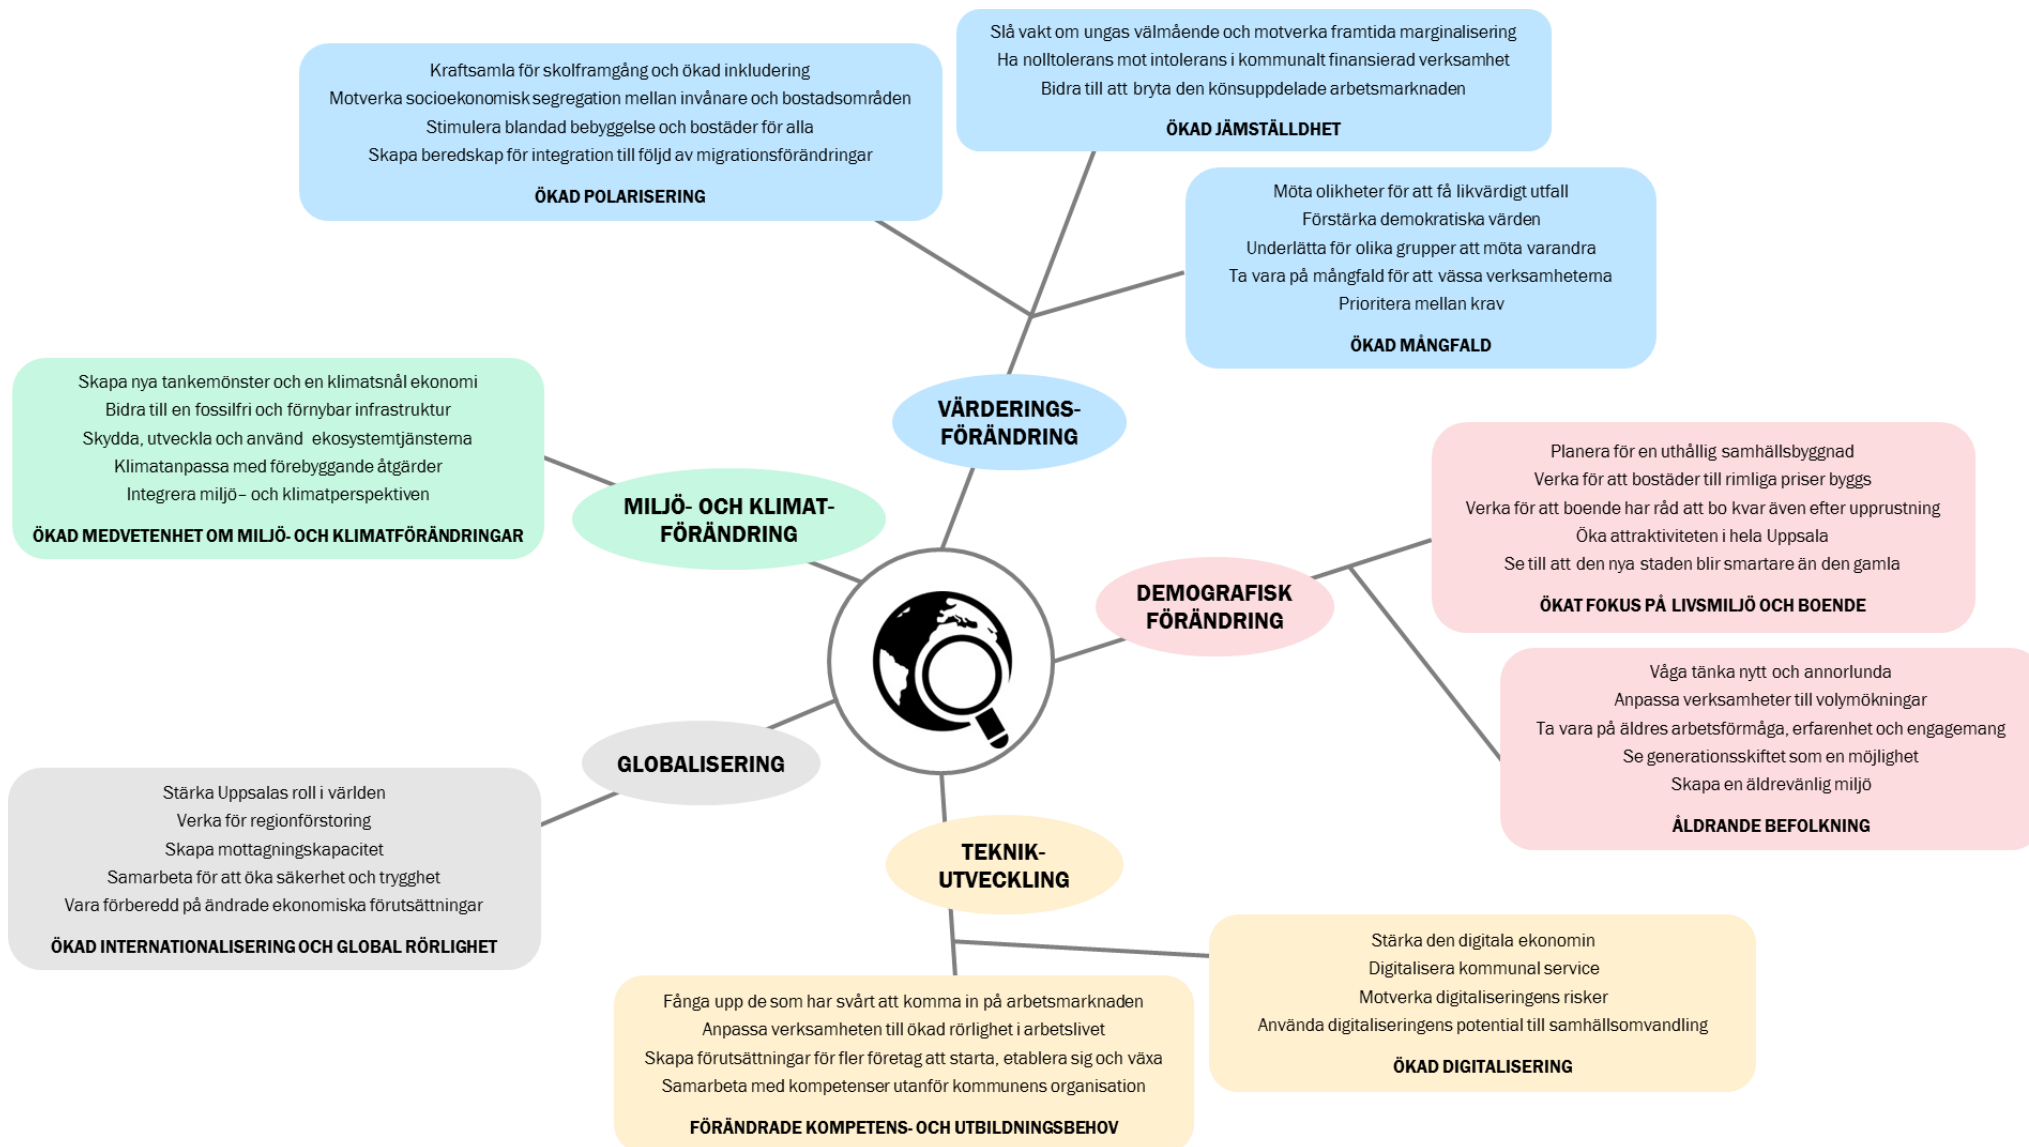 Kraftsamla för skolframgång och ökad inkludering
Motverka socioekonomisk segregation mellan invånare och bostadsområden
Stimulera blandad bebyggelse och bostäder för alla
Skapa beredskap för integration till följd av migrationsförändringar
ÖKAD POLARISERING
Slå vakt om ungas välmående och motverka framtida marginalisering
Ha nolltolerans mot intolerans i kommunalt finansierad verksamhet
Bidra till att bryta den könsuppdelade arbetsmarknaden
ÖKAD JÄMSTÄLLDHET
Möta olikheter för att få likvärdigt utfall
Förstärka demokratiska värden
Underlätta för olika grupper att möta varandra
Ta vara på mångfald för att vässa verksamheterna
Prioritera mellan krav
ÖKAD MÅNGFALD
VÄRDERINGS-
FÖRÄNDRING
Skapa nya tankemönster och en klimatsnål ekonomi
Bidra till en fossilfri och förnybar infrastruktur
Skydda, utveckla och använd ekosystemtjänsterna
Klimatanpassa med förebyggande åtgärder
Integrera miljö– och klimatperspektiven
ÖKAD MEDVETENHET OM MILJÖ- OCH KLIMATFÖRÄNDRINGAR
MILJÖ- OCH KLIMAT-
FÖRÄNDRING
Planera för en uthållig samhällsbyggnad
Verka för att bostäder till rimliga priser byggs
Verka för att boende har råd att bo kvar även efter upprustning
Öka attraktiviteten i hela Uppsala
Se till att den nya staden blir smartare än den gamla
ÖKAT FOKUS PÅ LIVSMILJÖ OCH BOENDE
DEMOGRAFISK
FÖRÄNDRING
Våga tänka nytt och annorlunda
Anpassa verksamheter till volymökningar
Ta vara på äldres arbetsförmåga, erfarenhet och engagemang
Se generationsskiftet som en möjlighet
Skapa en äldrevänlig miljö
ÅLDRANDE BEFOLKNING
GLOBALISERING
Stärka Uppsalas roll i världen
Verka för regionförstoring
Skapa mottagningskapacitet
Samarbeta för att öka säkerhet och trygghet
Vara förberedd på ändrade ekonomiska förutsättningar
ÖKAD INTERNATIONALISERING OCH GLOBAL RÖRLIGHET
TEKNIK-
UTVECKLING
Stärka den digitala ekonomin
Digitalisera kommunal service
Motverka digitaliseringens risker
Använda digitaliseringens potential till samhällsomvandling
ÖKAD DIGITALISERING
Fånga upp de som har svårt att komma in på arbetsmarknaden
Anpassa verksamheten till ökad rörlighet i arbetslivet
Skapa förutsättningar för fler företag att starta, etablera sig och växa
Samarbeta med kompetenser utanför kommunens organisation
FÖRÄNDRADE KOMPETENS- OCH UTBILDNINGSBEHOV